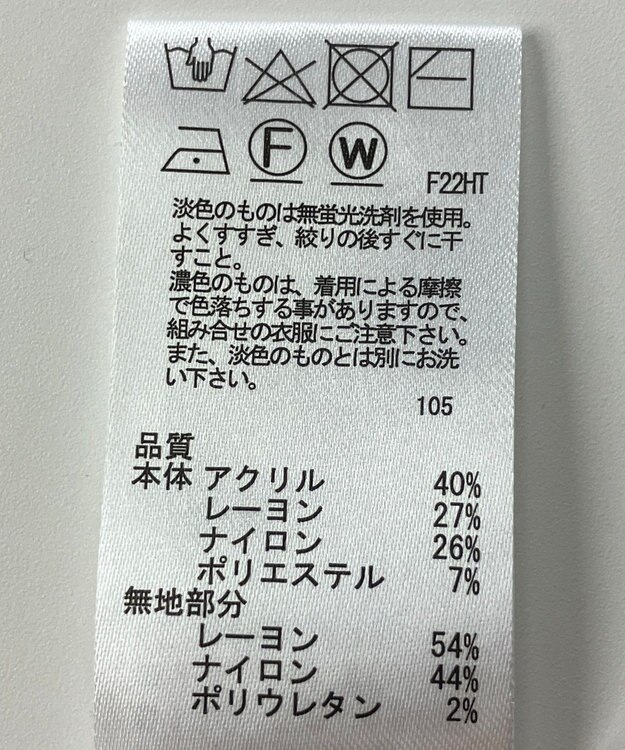 F W F22HT
淡色のものは無蛍光洗剤を使用。
よくすすぎ、絞りの後すぐに干
すこと。
濃色のものは、着用による摩擦
で色落ちする事がありますので、
組み合せの衣服にご注意下さい。
また、淡色のものとは別にお洗
い下さい。
105
品質
本体 アクリル 40%
レーヨン 27%
ナイロン 26%
ポリエステル 7%
無地部分
レーヨン 54%
ナイロン 44%
ポリウレタン 2%